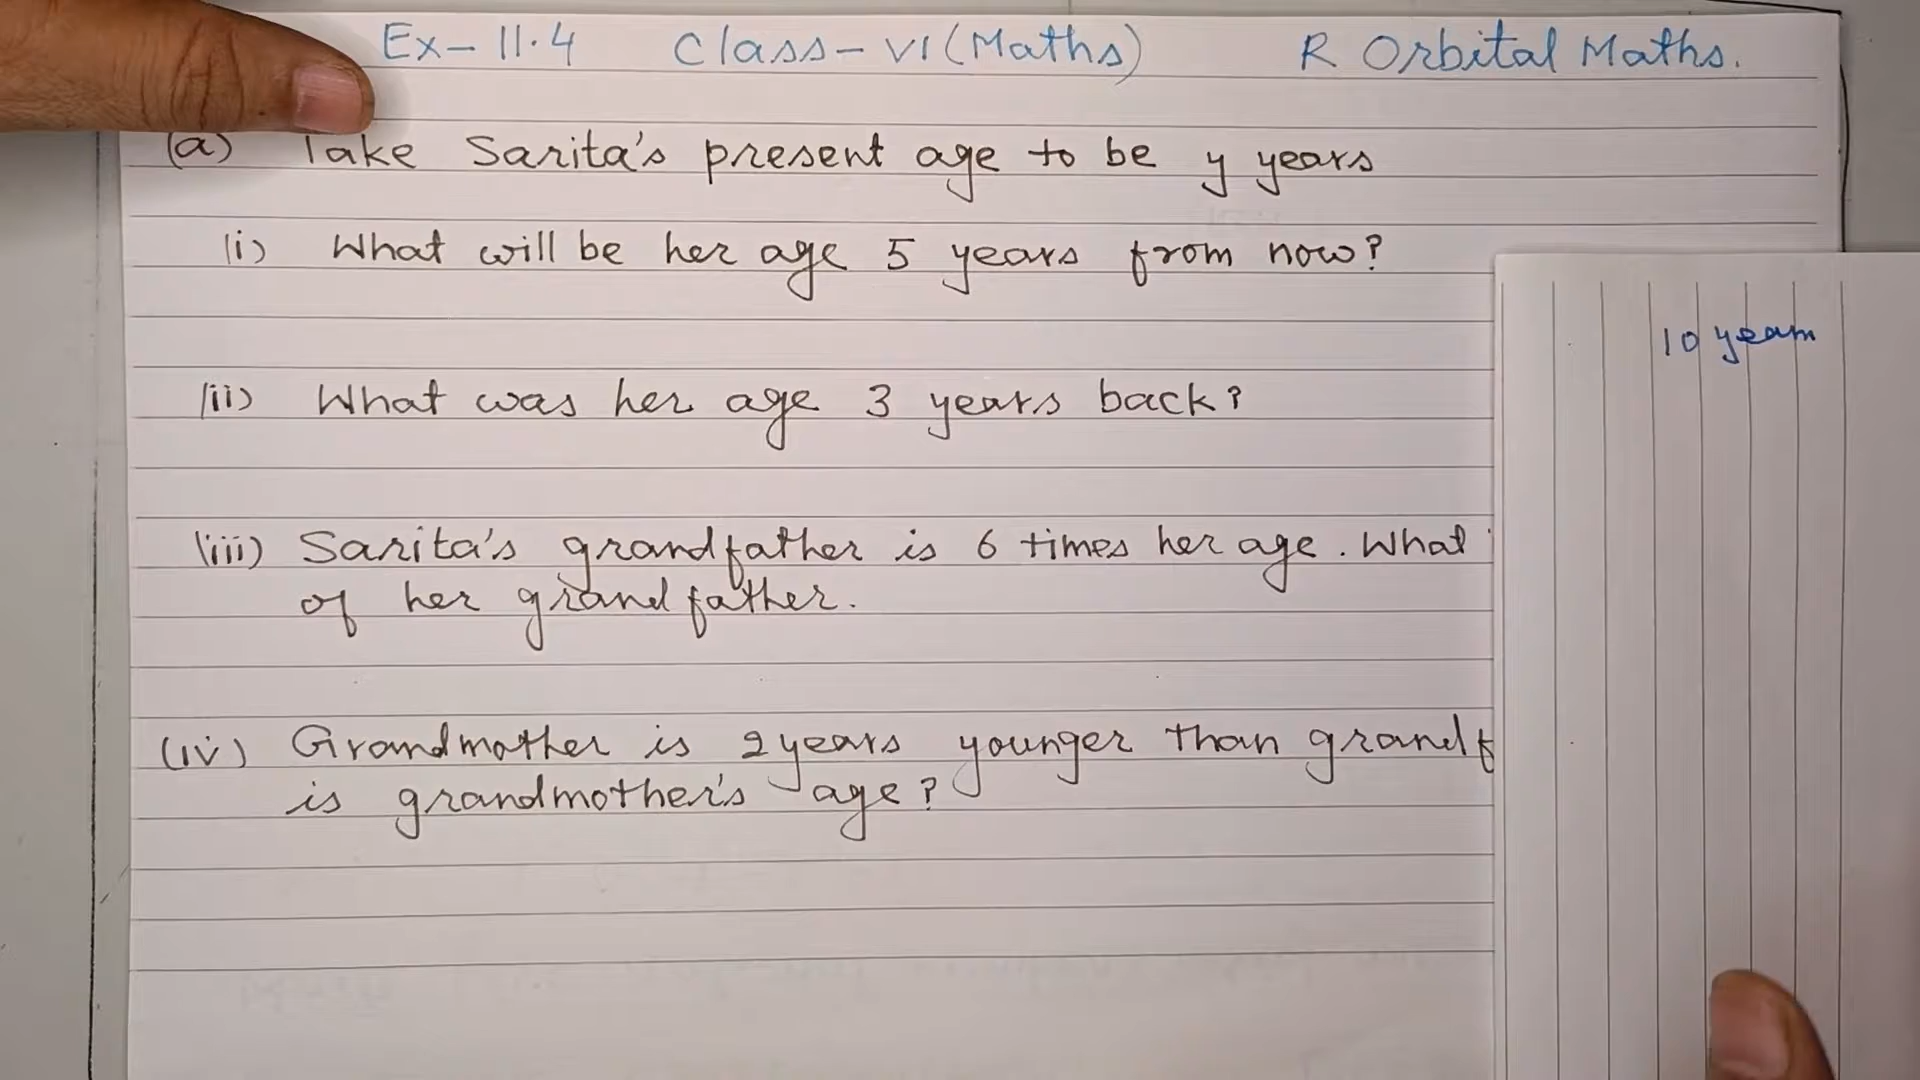 Ex-11.4 Class-VI (Maths) R Orbital Maths.
(a) Take Sarita's present age to be y years
(i) What will be her age 5 years from now?
10 years
(ii) What was her age 3 years back?
(iii) Sarita's grandfather is 6 times her age. What
of her grandfather.
(iv) Grandmother is 2 years younger than grandf
is grandmother's age?